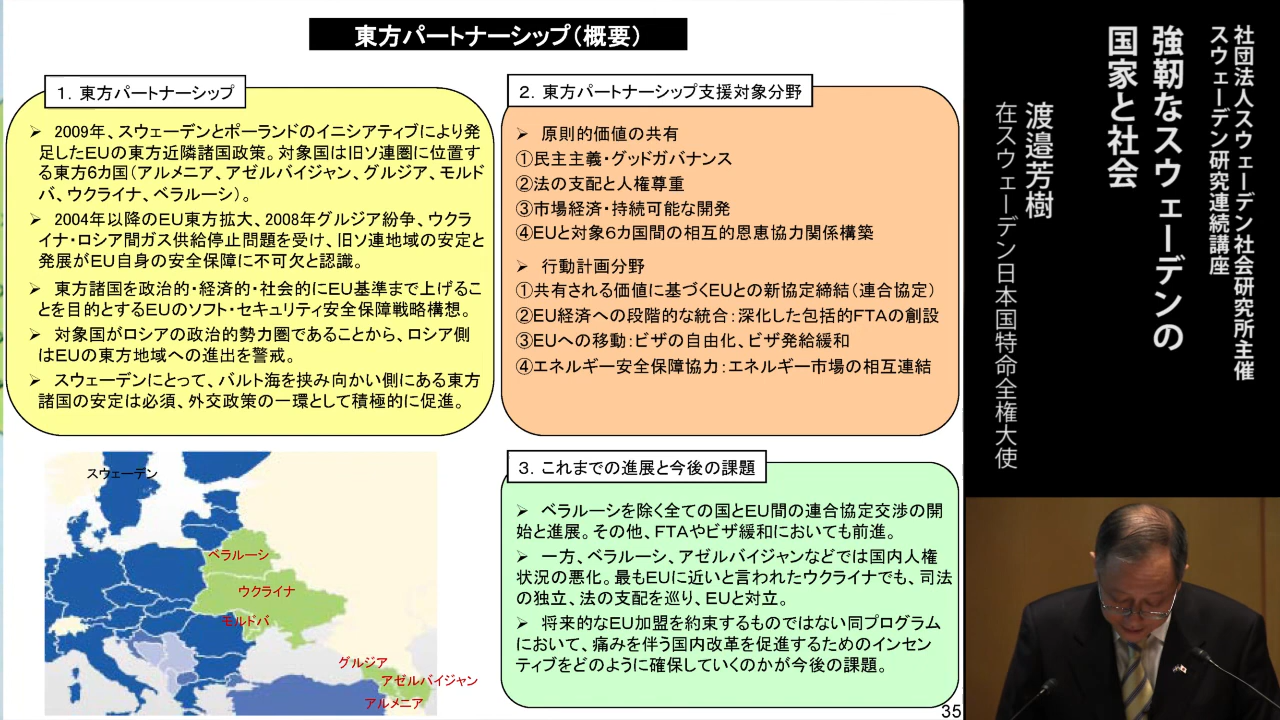 東方パートナーシップ（概要）
1．東方パートナーシップ
➢ 2009年、スウェーデンとポーランドのイニシアティブにより発
足したＥＵの東方近隣諸国政策。対象国は旧ソ連圏に位置す
る東方6カ国（アルメニア、アゼルバイジャン、グルジア、モルド
バ、ウクライナ、ベラルーシ）。
➢ 2004年以降のＥＵ東方拡大、2008年グルジア紛争、ウクラ
イナ・ロシア間ガス供給停止問題を受け、旧ソ連地域の安定と
発展がＥＵ自身の安全保障に不可欠と認識。
➢ 東方諸国を政治的・経済的・社会的にEU基準まで上げるこ
とを目的とするEUのソフト・セキュリティ安全保障戦略構想。
➢ 対象国がロシアの政治的勢力圏であることから、ロシア側
はEUの東方地域への進出を警戒。
➢ スウェーデンにとって、バルト海を挟み向かい側にある東方
諸国の安定は必須、外交政策の一環として積極的に促進。
2．東方パートナーシップ支援対象分野
➢ 原則的価値の共有
①民主主義・グッドガバナンス
②法の支配と人権尊重
③市場経済・持続可能な開発
④EUと対象６カ国間の相互的恩恵協力関係構築
➢ 行動計画分野
①共有される価値に基づくEUとの新協定締結（連合協定）
②EU経済への段階的な統合：深化した包括的FTAの創設
③EUへの移動：ビザの自由化、ビザ発給緩和
④エネルギー安全保障協力：エネルギー市場の相互連結
3．これまでの進展と今後の課題
➢ ベラルーシを除く全ての国とＥＵ間の連合協定交渉の開
始と進展。その他、FTAやビザ緩和においても前進。
➢ 一方、ベラルーシ、アゼルバイジャンなどでは国内人権
状況の悪化。最もEUに近いと言われたウクライナでも、司法
の独立、法の支配を巡り、ＥＵと対立。
➢ 将来的なEU加盟を約束するものではない同プログラム
において、痛みを伴う国内改革を促進するためのインセン
ティブをどのように確保していくのかが今後の課題。
スウェーデン
ベラルーシ
ウクライナ
モルドバ
グルジア
アゼルバイジャン
アルメニア
35
社団法人スウェーデン社会研究所主催
スウェーデン研究連続講座
強靭なスウェーデンの
国家と社会
渡邉芳樹
在スウェーデン日本国特命全権大使